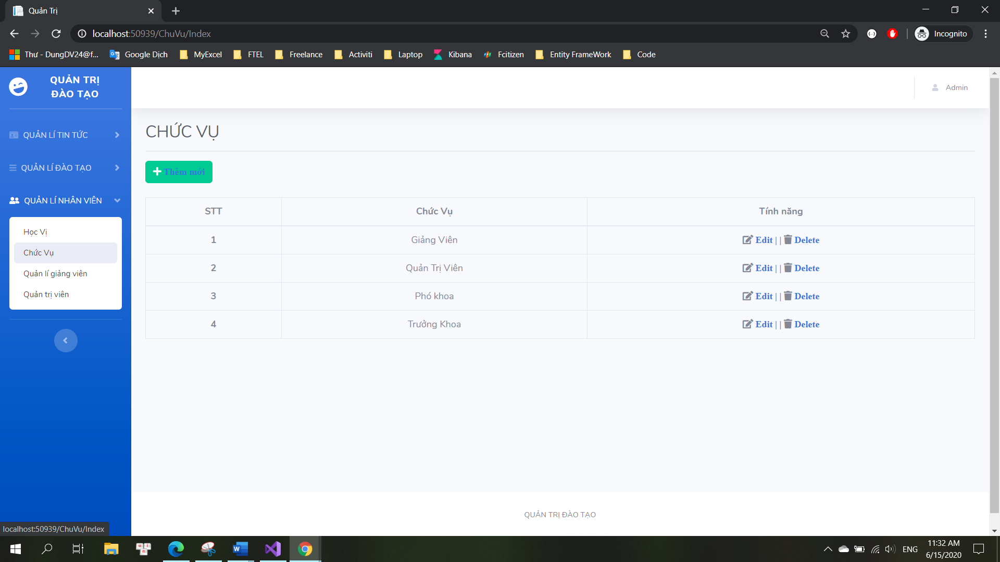 Quản Trị
localhost:50939/ChuVu/Index
Incognito
Thư - DungDV24@f...
Google Dịch
MyExcel
FTEL
Freelance
Activiti
Laptop
Kibana
Fcitizen
Entity FrameWork
Code
QUẢN TRỊ
ĐÀO TẠO
Admin
QUẢN LÍ TIN TỨC
QUẢN LÍ ĐÀO TẠO
QUẢN LÍ NHÂN VIÊN
Học Vị
Chức Vụ
Quản lí giảng viên
Quản trị viên
CHỨC VỤ
Thêm mới
STT Chức Vụ Tính năng
1 Giảng Viên Edit || Delete
2 Quản Trị Viên Edit || Delete
3 Phó khoa Edit || Delete
4 Trưởng Khoa Edit || Delete
QUẢN TRỊ ĐÀO TẠO
localhost:50939/ChuVu/Index
ENG
11:32 AM
6/15/2020